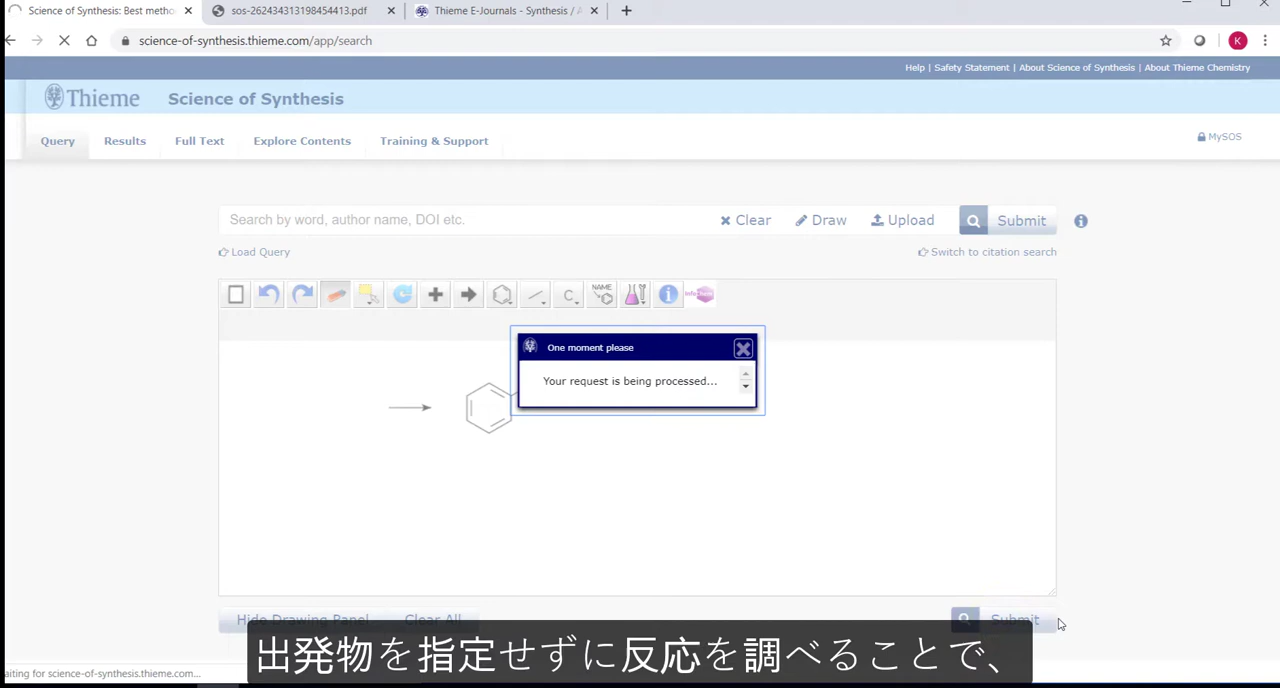 Science of Synthesis: Best metho
sos-262434313198454413.pdf
Thieme E-Journals - Synthesis / A
science-of-synthesis.thieme.com/app/search
K
Help | Safety Statement | About Science of Synthesis | About Thieme Chemistry
Thieme Science of Synthesis
Query Results Full Text Explore Contents Training & Support MySOS
Search by word, author name, DOI etc. Clear Draw Upload Submit
Load Query Switch to citation search
C NAME
One moment please
Your request is being processed...
Hide Drawing Panel Clear All Submit
出発物を指定せずに反応を調べることで、
aiting for science-of-synthesis.thieme.com...